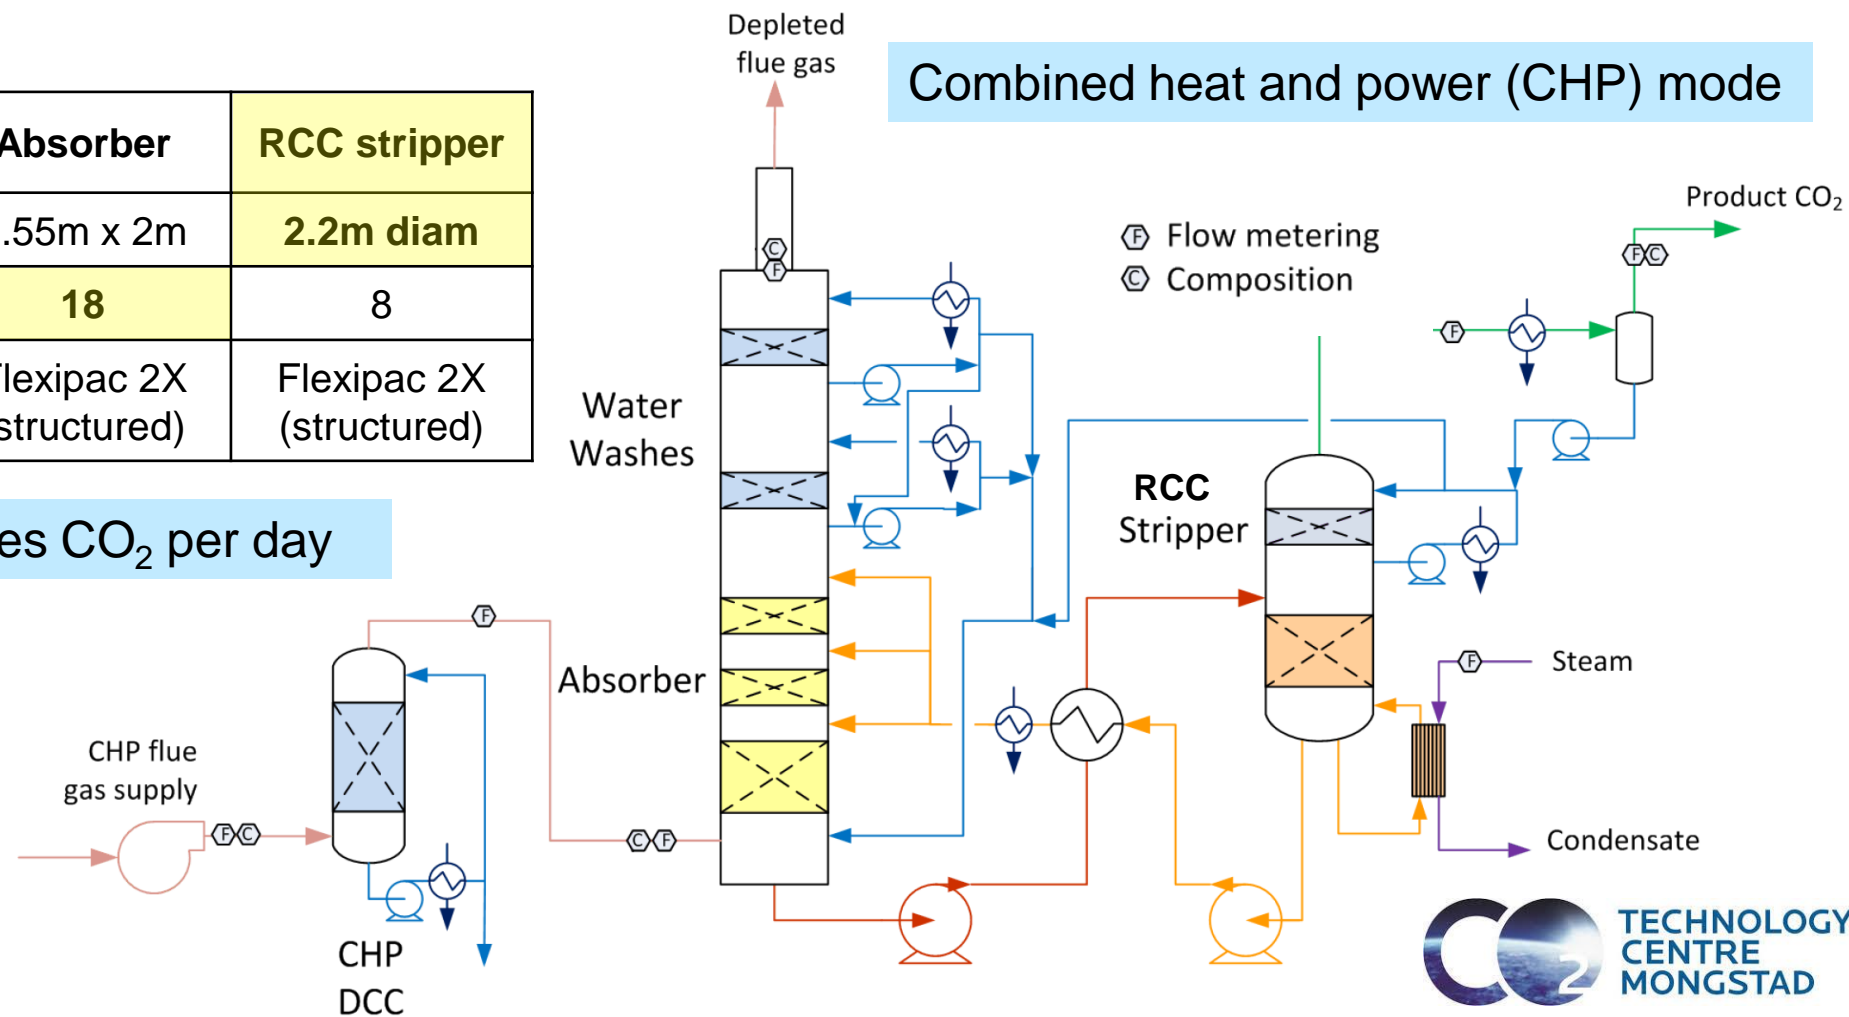 Depleted
flue gas
Combined heat and power (CHP) mode
Absorber
RCC stripper
.55m x 2m
2.2m diam
18
8
Flexipac 2X
(structured)
Flexipac 2X
(structured)
es CO₂ per day
F Flow metering
C Composition
Product CO₂
C
F
F C
F
Water
Washes
RCC
Stripper
F
Absorber
F
Steam
CHP flue
gas supply
F C
C F
Condensate
CHP
DCC
CO2
TECHNOLOGY
CENTRE
MONGSTAD